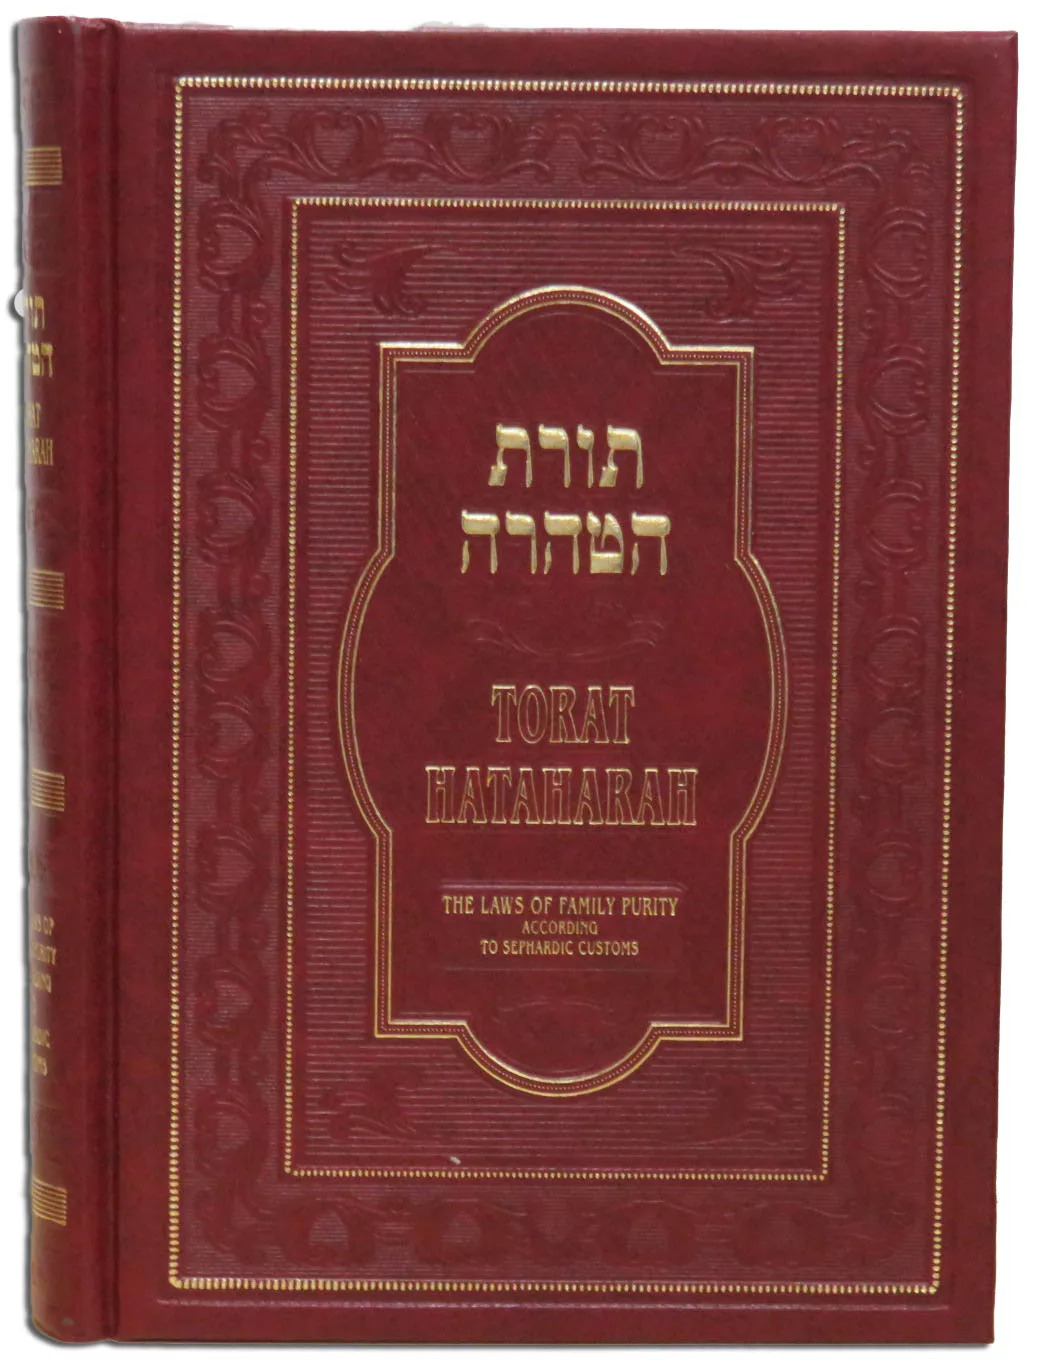 תורת
הטהרה
TORAT
HATAHARAH
THE LAWS OF FAMILY PURITY
ACCORDING
TO SEPHARDIC CUSTOMS